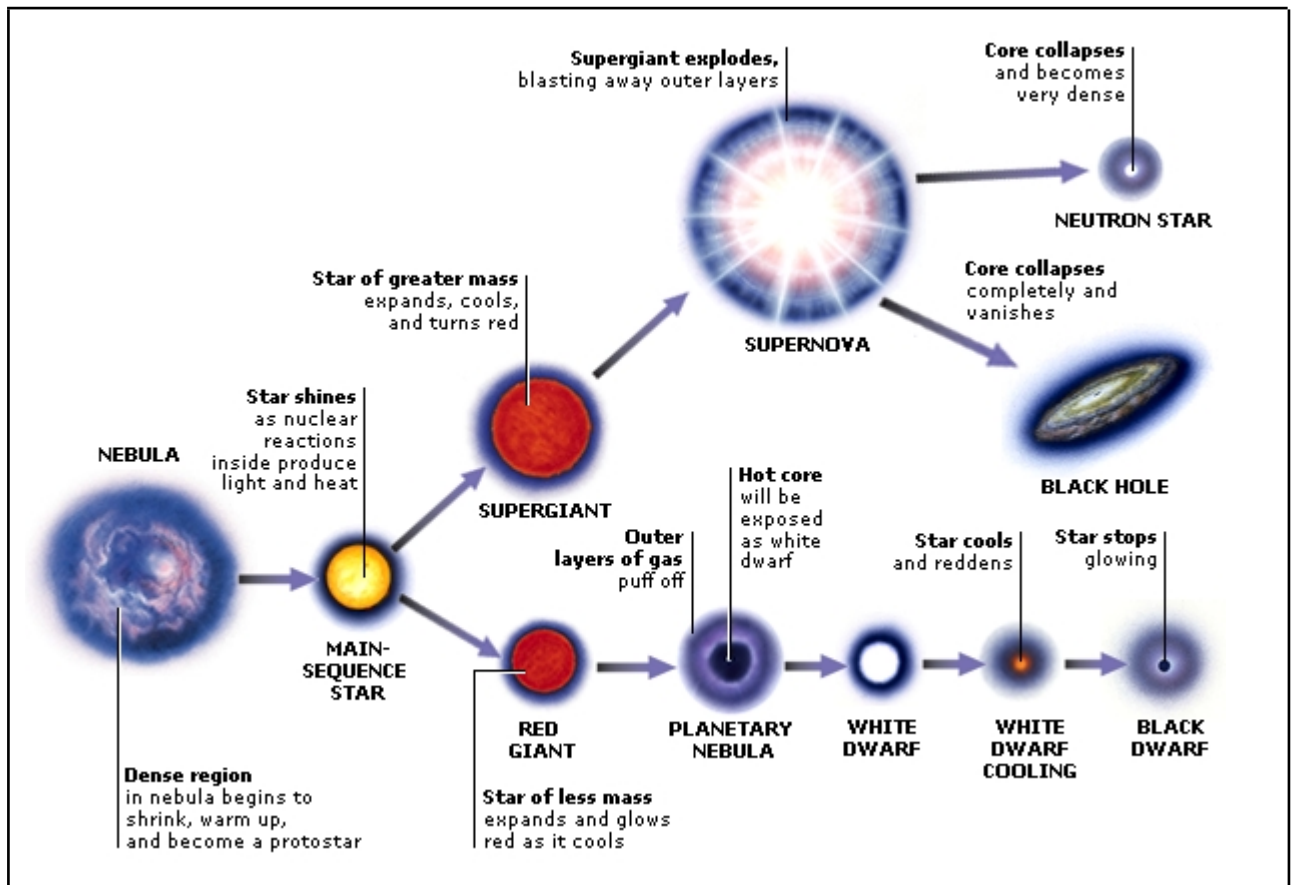 Supergiant explodes,
blasting away outer layers
Core collapses
and becomes
very dense
NEUTRON STAR
Star of greater mass
expands, cools,
and turns red
Core collapses
completely and
vanishes
SUPERNOVA
Star shines
as nuclear
reactions
inside produce
light and heat
NEBULA
SUPERGIANT
Hot core
will be
exposed
as white
dwarf
BLACK HOLE
Outer
layers of gas
puff off
Star cools
and reddens
Star stops
glowing
MAIN-
SEQUENCE
STAR
RED
GIANT
PLANETARY
NEBULA
WHITE
DWARF
WHITE
DWARF
COOLING
BLACK
DWARF
Dense region
in nebula begins to
shrink, warm up,
and become a protostar
Star of less mass
expands and glows
red as it cools